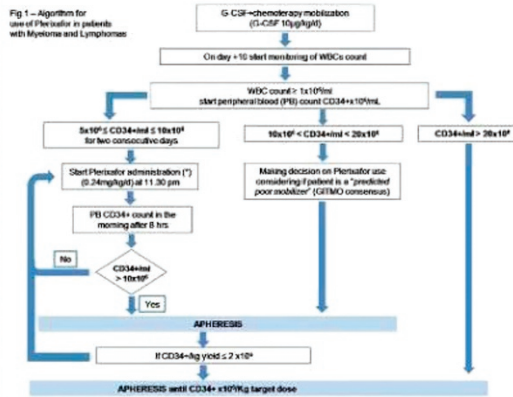 Fig 1 – Algorithm for
use of Plerixafor in patients
with Myeloma and Lymphomas
G-CSF+chemoterapy mobilization
(G-CSF 10µg/kg/d)
On day +10 start monitoring of WBCs count
WBC count ≥ 1x10⁶/ml
start peripheral blood (PB) count CD34+x10⁶/mL
5x10⁶ ≤ CD34+/ml ≤ 10x10⁶
for two consecutive days
10x10⁶ < CD34+/ml < 20x10⁶
CD34+/ml > 20x10⁶
Start Plerixafor administration (*)
(0.24mg/kg/d) at 11.30 pm
Making decision on Plerixafor use
considering if patient is a "predicted
poor mobilizer" (GITMO consensus)
PB CD34+ count in the
morning after 8 hrs
No
CD34+/ml
> 10x10⁶
Yes
APHERESIS
If CD34+/kg yield ≤ 2 x10⁶
APHERESIS until CD34+ x10⁶/Kg target dose